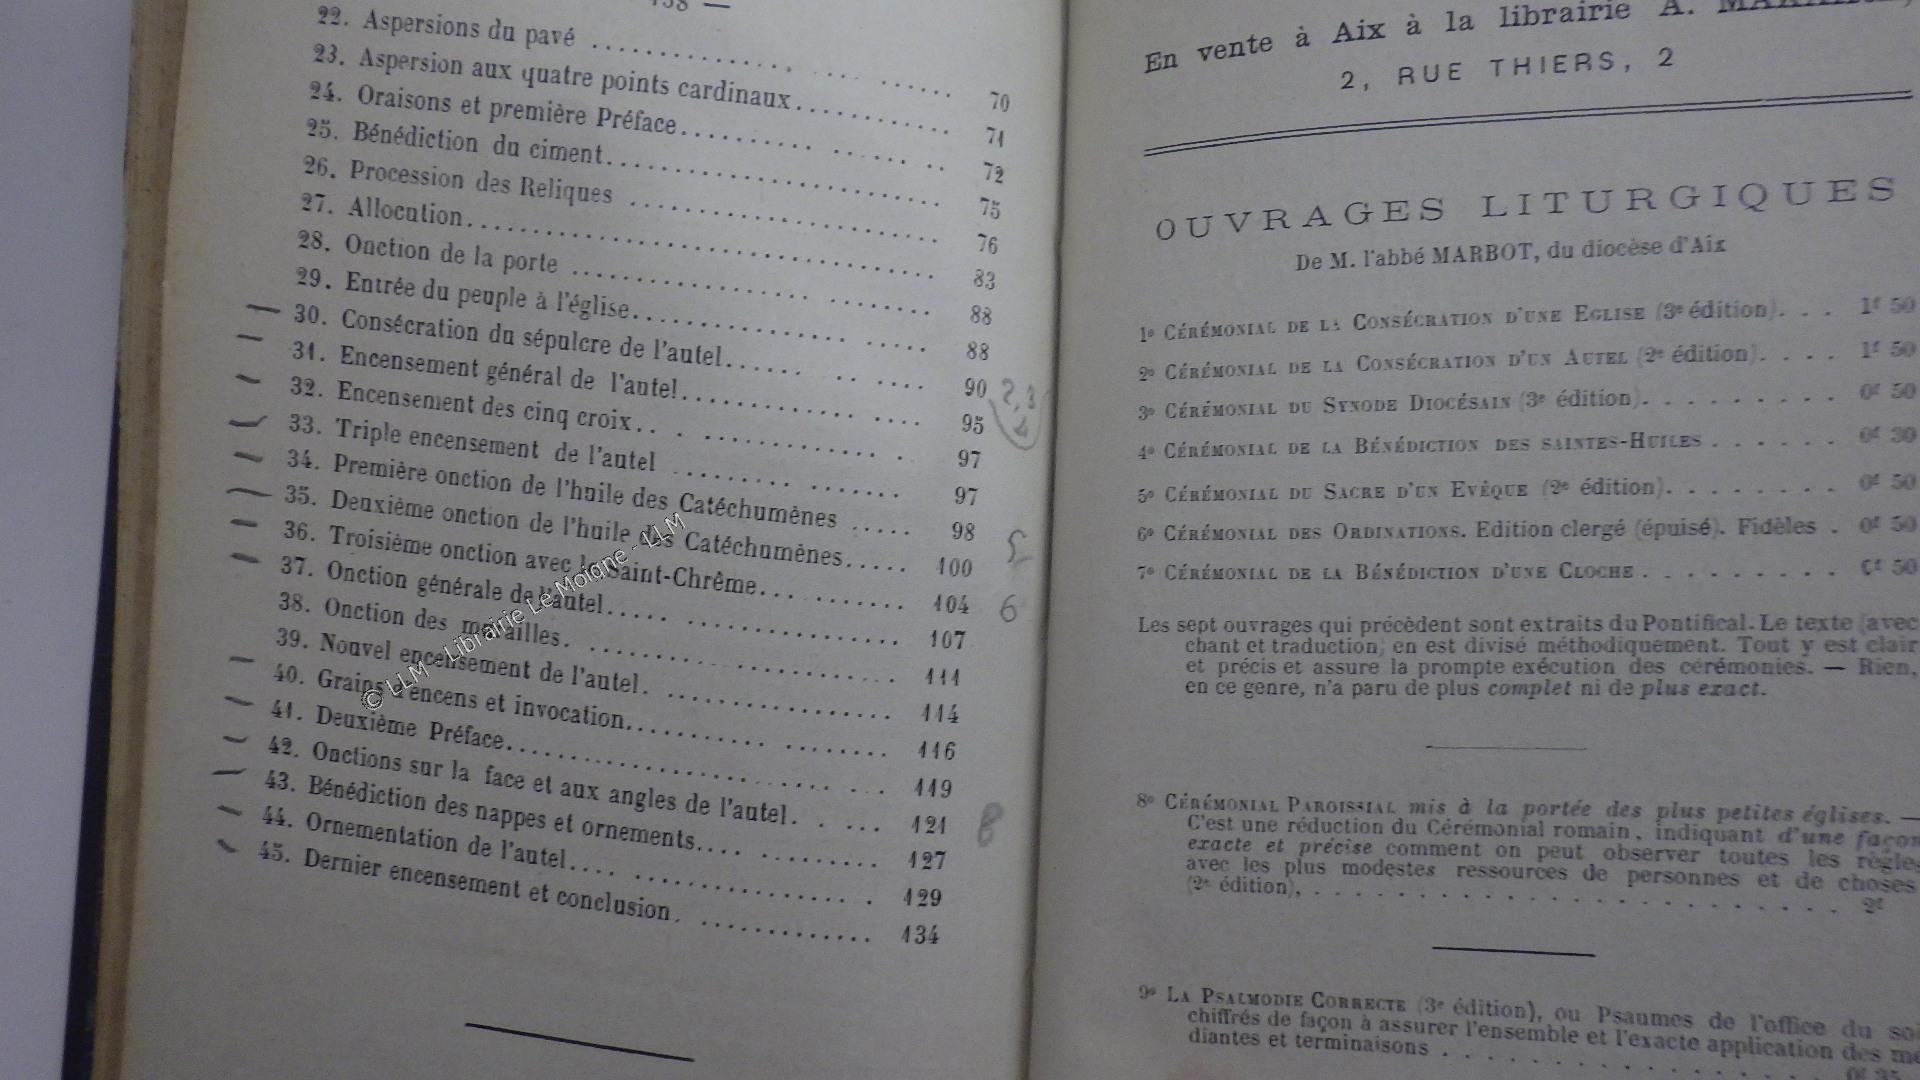 22. Aspersions du pavé .......... 70
23. Aspersion aux quatre points cardinaux .......... 71
24. Oraisons et première Préface .......... 72
25. Bénédiction du ciment .......... 75
26. Procession des Reliques .......... 76
27. Allocution .......... 83
28. Onction de la porte .......... 88
29. Entrée du peuple à l'église .......... 88
30. Consécration du sépulcre de l'autel .......... 90
31. Encensement général de l'autel .......... 95
32. Encensement des cinq croix .......... 97
33. Triple encensement de l'autel .......... 97
34. Première onction de l'huile des Catéchumènes .......... 98
35. Deuxième onction de l'huile des Catéchumènes .......... 100
36. Troisième onction avec le Saint-Chrême .......... 104
37. Onction générale de l'autel .......... 107
38. Onction des murailles .......... 111
39. Nouvel encensement de l'autel .......... 114
40. Grains d'encens et invocation .......... 116
41. Deuxième Préface .......... 119
42. Onctions sur la face et aux angles de l'autel .......... 121
43. Bénédiction des nappes et ornements .......... 127
44. Ornementation de l'autel .......... 129
45. Dernier encensement et conclusion .......... 134
2, 3
4
5
6
8
© LLM - Librairie Le Moigne - LLM
En vente à Aix à la librairie A.
2, RUE THIERS, 2
OUVRAGES LITURGIQUES
De M. l'abbé MARBOT, du diocèse d'Aix
1º CÉRÉMONIAL DE LA CONSÉCRATION D'UNE EGLISE (3e édition). . . 1f 50
2º CÉRÉMONIAL DE LA CONSÉCRATION D'UN AUTEL (2e édition). . . . 1f 50
3º CÉRÉMONIAL DU SYNODE DIOCÉSAIN (3e édition). . . . . . . . . 0f 50
4º CÉRÉMONIAL DE LA BÉNÉDICTION DES SAINTES-HUILES . . . . . . 0f 30
5º CÉRÉMONIAL DU SACRE D'UN EVÊQUE (2e édition). . . . . . . . 0f 50
6º CÉRÉMONIAL DES ORDINATIONS. Edition clergé (épuisé). Fidèles . 0f 50
7º CÉRÉMONIAL DE LA BÉNÉDICTION D'UNE CLOCHE . . . . . . . . . 0f 50
Les sept ouvrages qui précèdent sont extraits du Pontifical. Le texte (avec
chant et traduction) en est divisé méthodiquement. Tout y est clair
et précis et assure la prompte exécution des cérémonies. — Rien,
en ce genre, n'a paru de plus complet ni de plus exact.
8º CÉRÉMONIAL PAROISSIAL mis à la portée des plus petites églises. —
C'est une réduction du Cérémonial romain, indiquant d'une façon
exacte et précise comment on peut observer toutes les règles
avec les plus modestes ressources de personnes et de choses
(2e édition), . . . . . . . . . . 2f
9º LA PSALMODIE CORRECTE (3e édition), ou Psaumes de l'office du
chiffrés de façon à assurer l'ensemble et l'exacte application des
diantes et terminaisons . . . . . . . . .